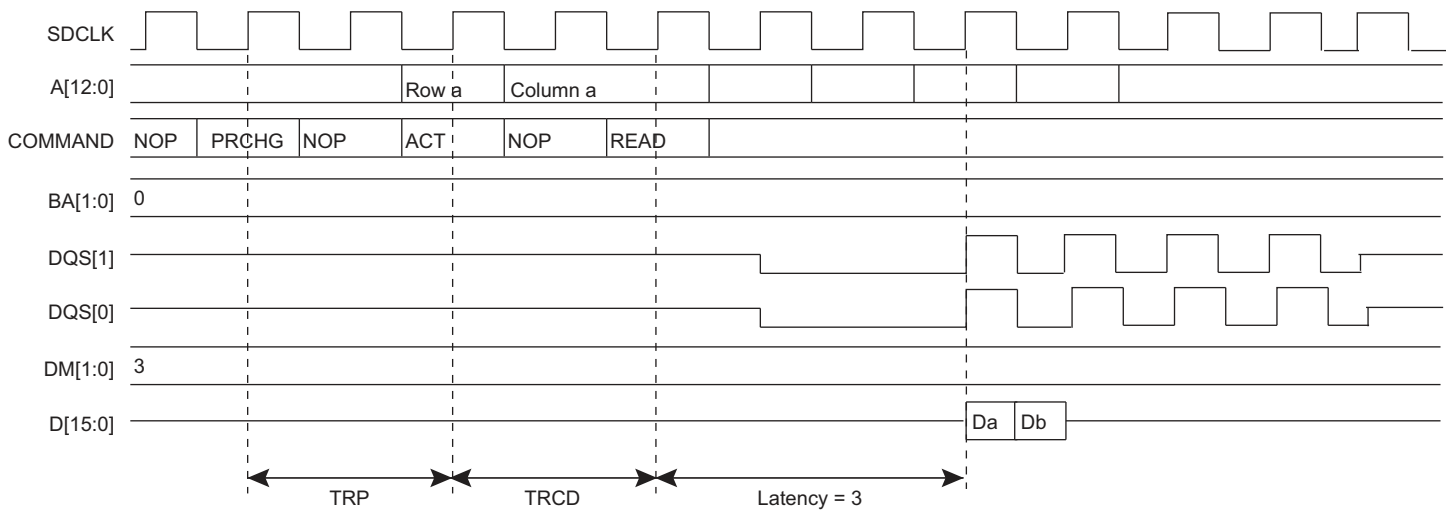 SDCLK
A[12:0] Row a Column a
COMMAND NOP PRCHG NOP ACT NOP READ
BA[1:0] 0
DQS[1]
DQS[0]
DM[1:0] 3
D[15:0] Da Db
TRP TRCD Latency = 3